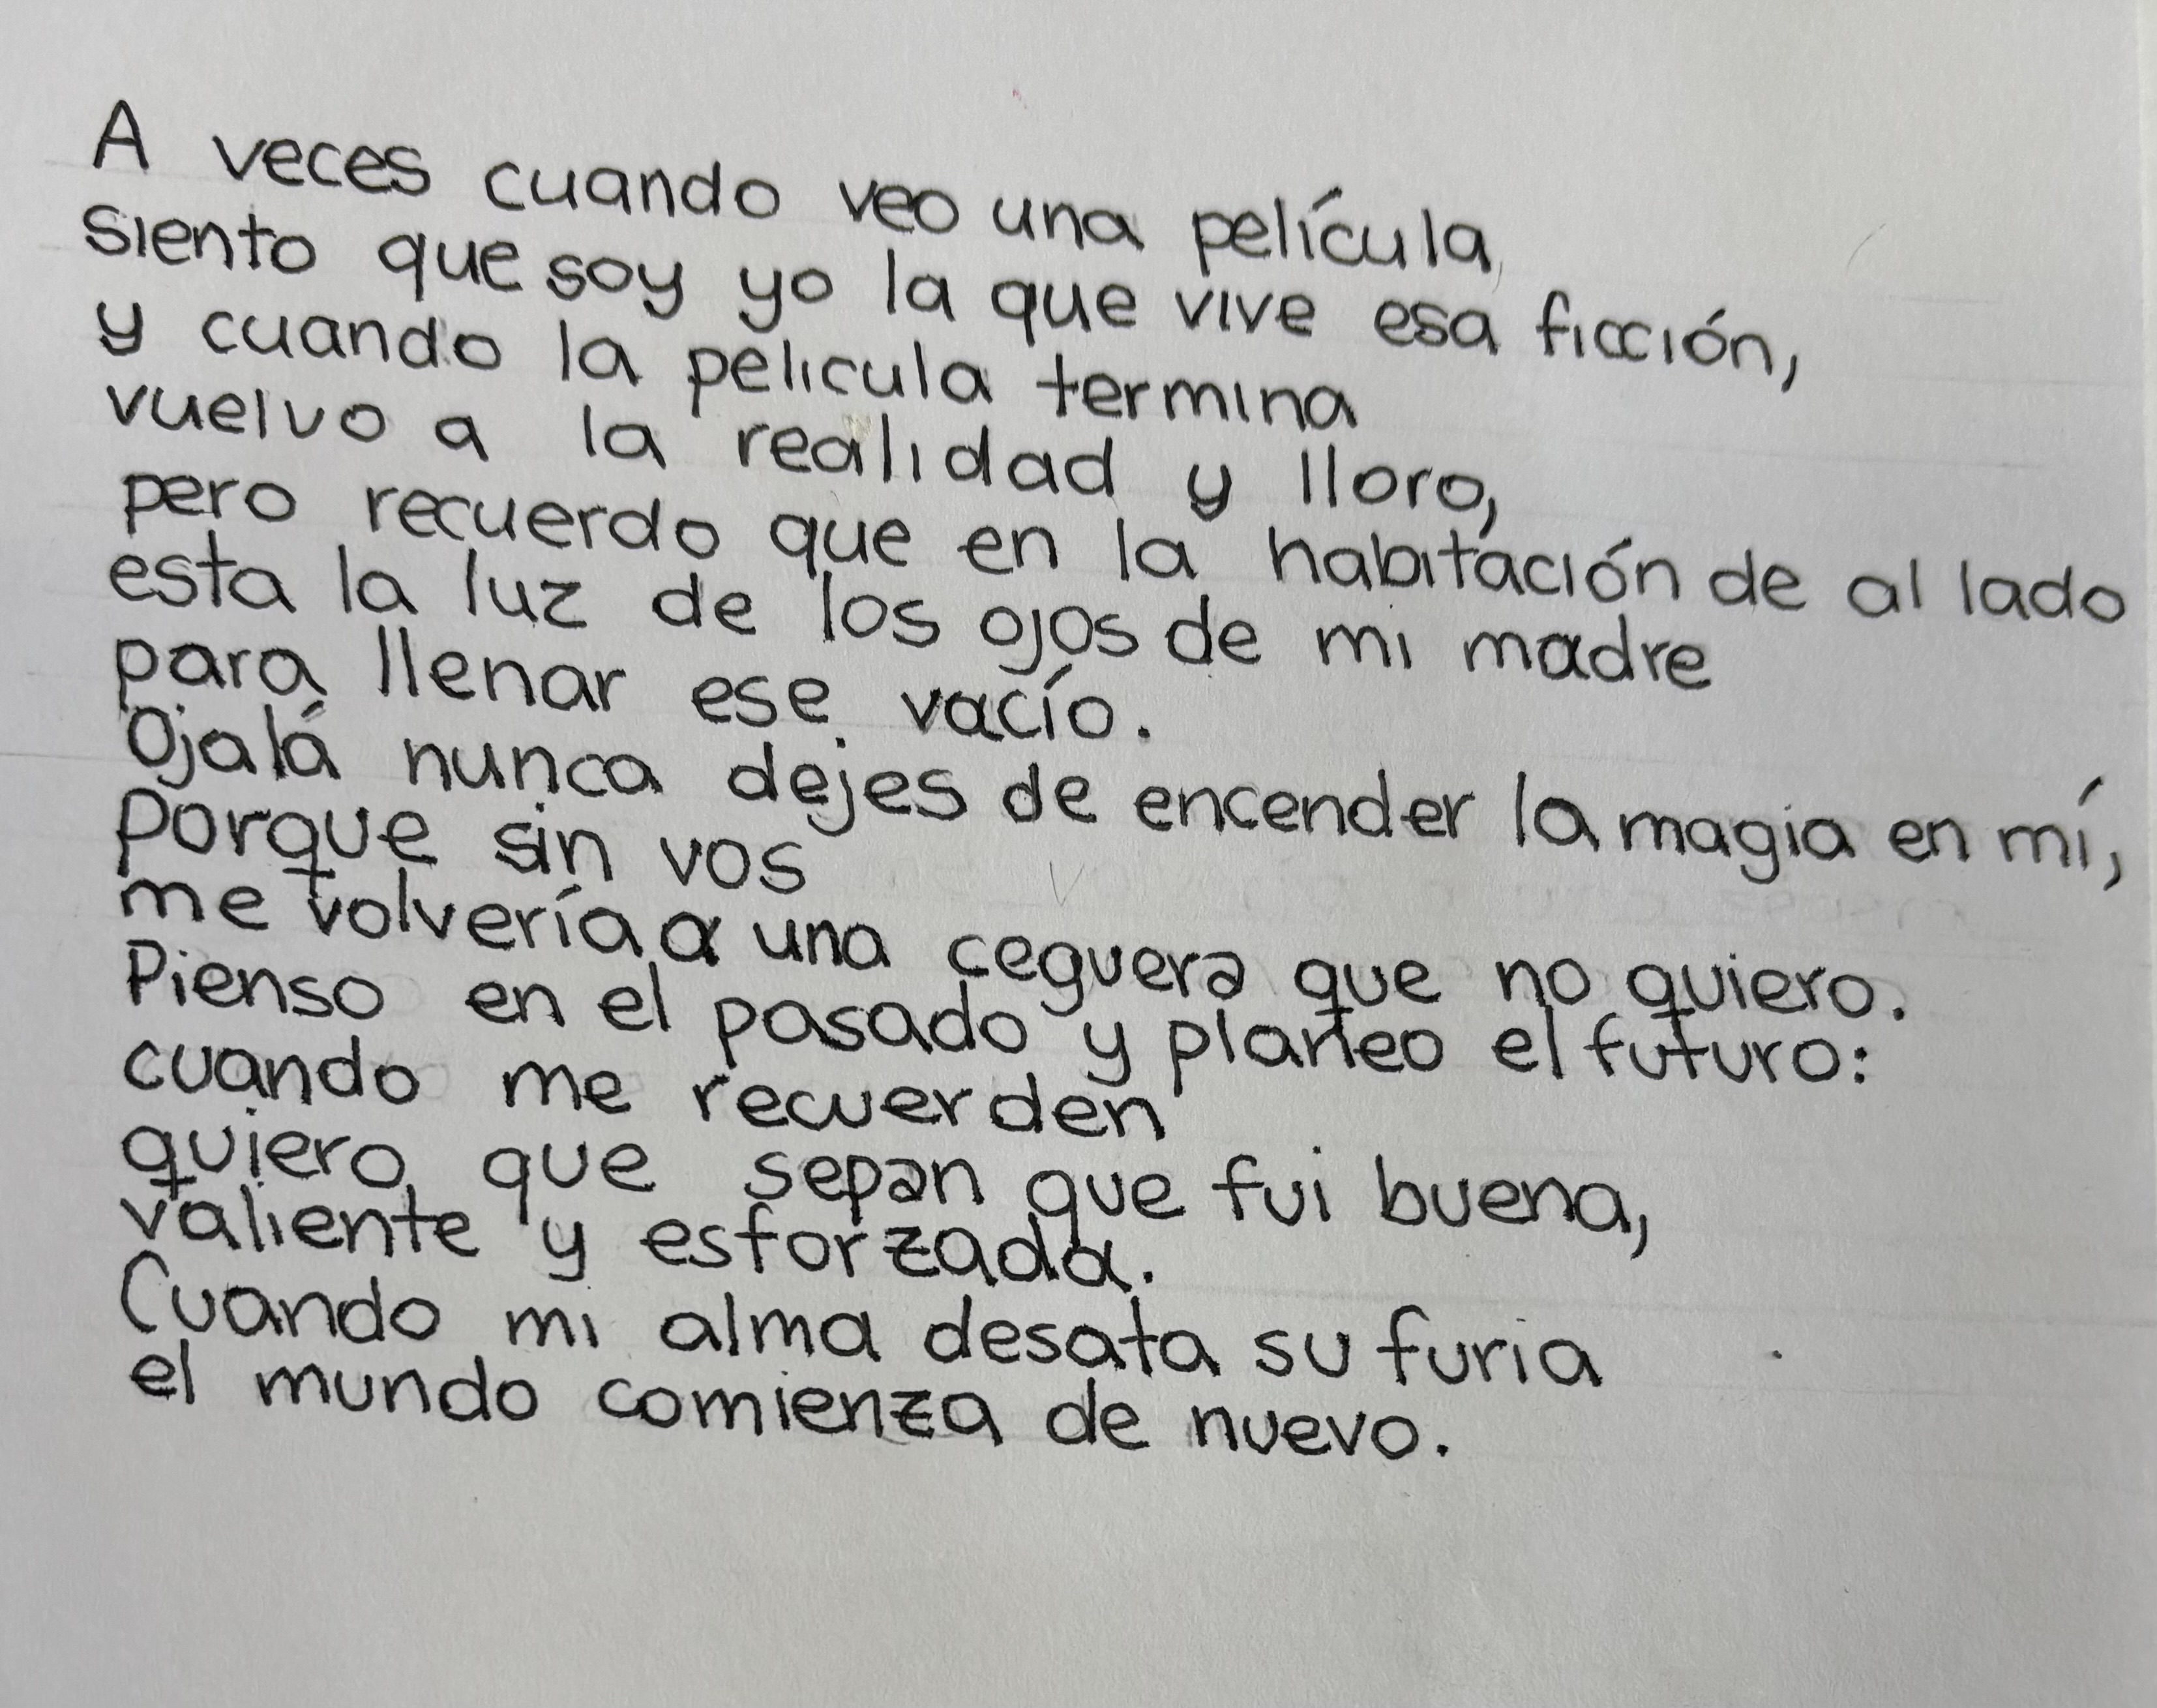 A veces cuando veo una película,
siento que soy yo la que vive esa ficción,
y cuando la película termina
vuelvo a la realidad y lloro,
pero recuerdo que en la habitación de al lado
esta la luz de los ojos de mi madre
para llenar ese vacío.
Ojalá nunca dejes de encender la magia en mí,
porque sin vos
me volvería a una ceguera que no quiero.
Pienso en el pasado y planeo el futuro:
cuando me recuerden
quiero que sepan que fui buena,
valiente y esforzada.
Cuando mi alma desata su furia
el mundo comienza de nuevo.